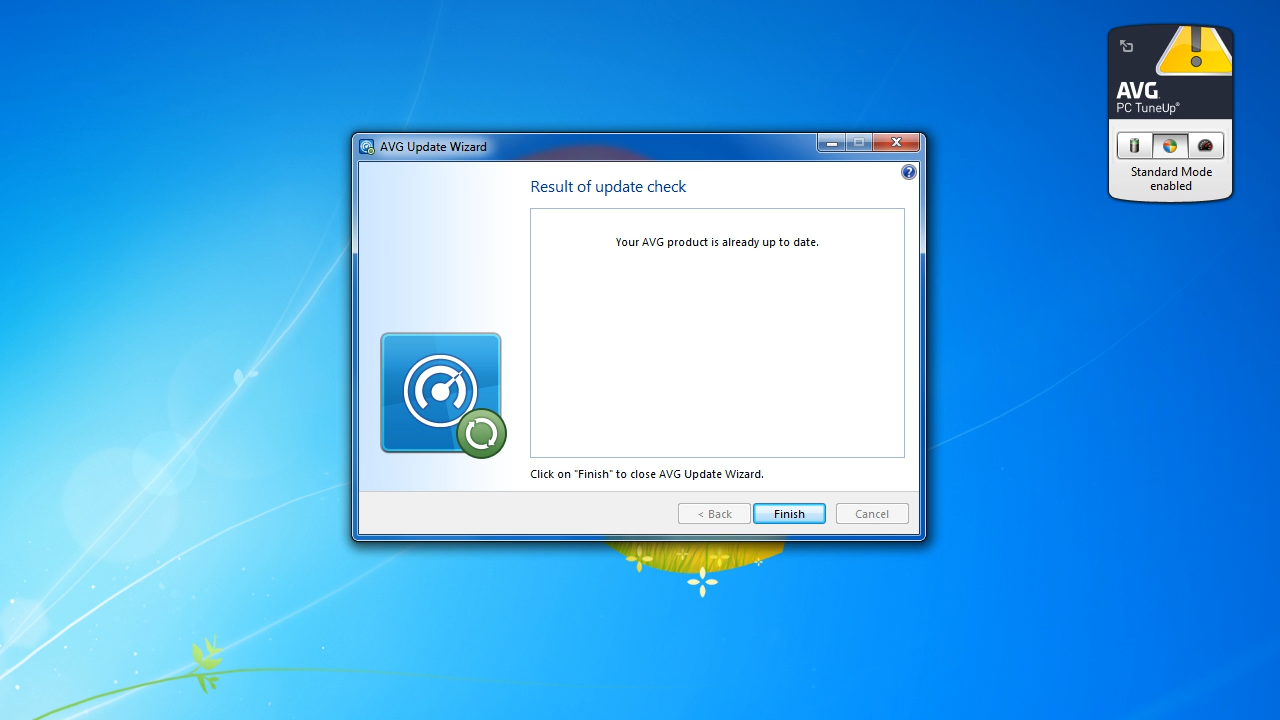 AVG Update Wizard
Result of update check
Your AVG product is already up to date.
Click on "Finish" to close AVG Update Wizard.
< Back
Finish
Cancel
AVG.
PC TuneUp®
Standard Mode
enabled